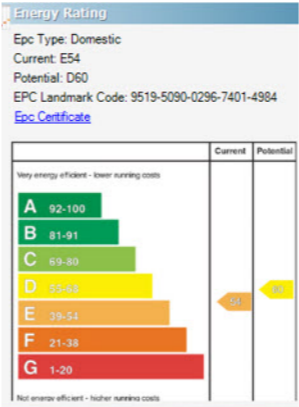 Energy Rating
Epc Type: Domestic
Current: E54
Potential: D60
EPC Landmark Code: 9519-5090-0296-7401-4984
Epc Certificate
Current Potential
Very energy efficient - lower running costs
A 92-100
B 81-91
C 69-80
D 55-68
60
E 39-54
54
F 21-38
G 1-20
Not energy efficient - higher running costs